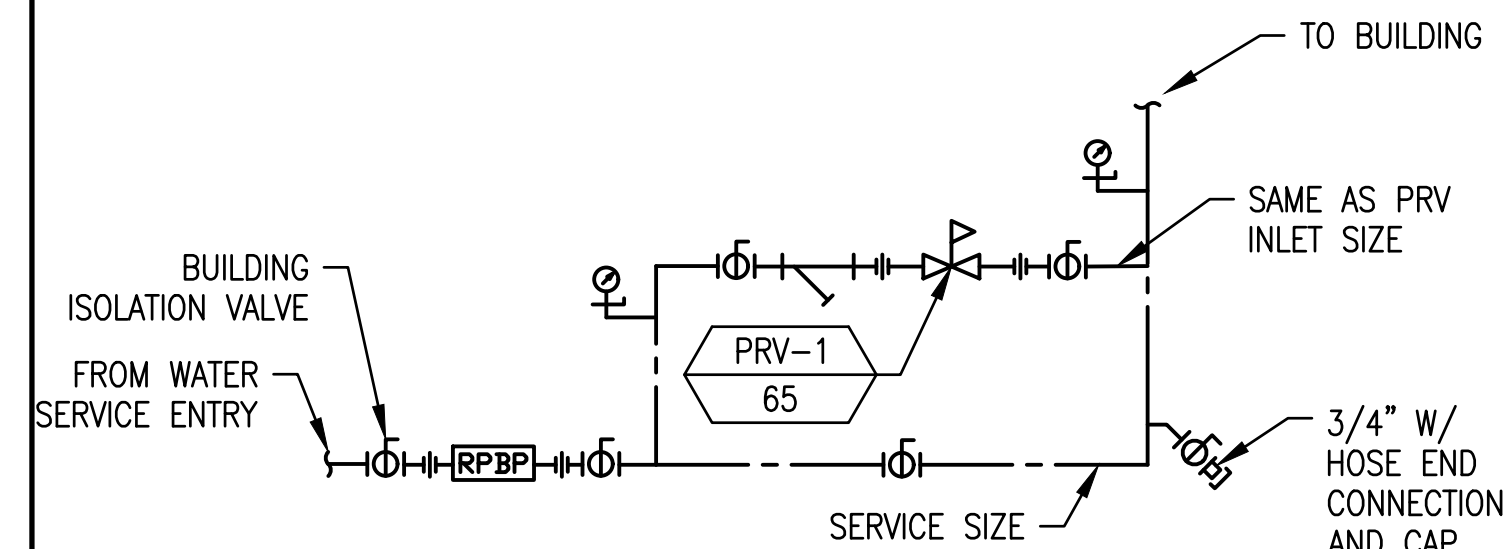 TO BUILDING
SAME AS PRV
INLET SIZE
BUILDING
ISOLATION VALVE
FROM WATER
SERVICE ENTRY
PRV-1
65
RPBP
SERVICE SIZE
3/4" W/
HOSE END
CONNECTION
AND CAP